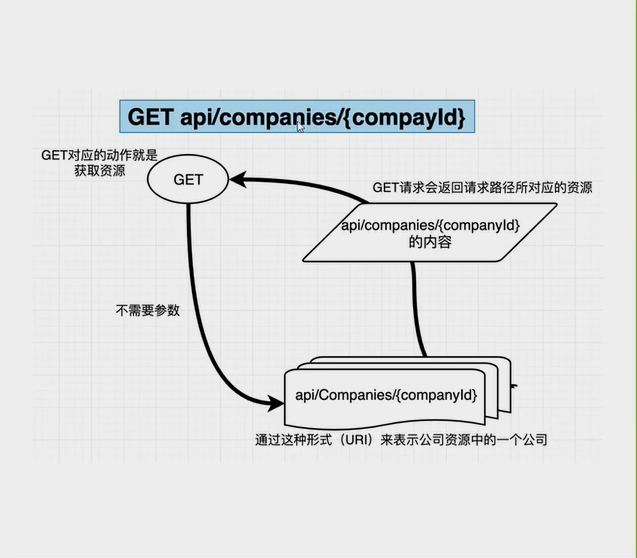 GET api/companies/{compayId}
GET对应的动作就是
获取资源
GET
GET请求会返回请求路径所对应的资源
api/companies/{companyId}
的内容
不需要参数
api/Companies/{companyId}
通过这种形式（URI）来表示公司资源中的一个公司